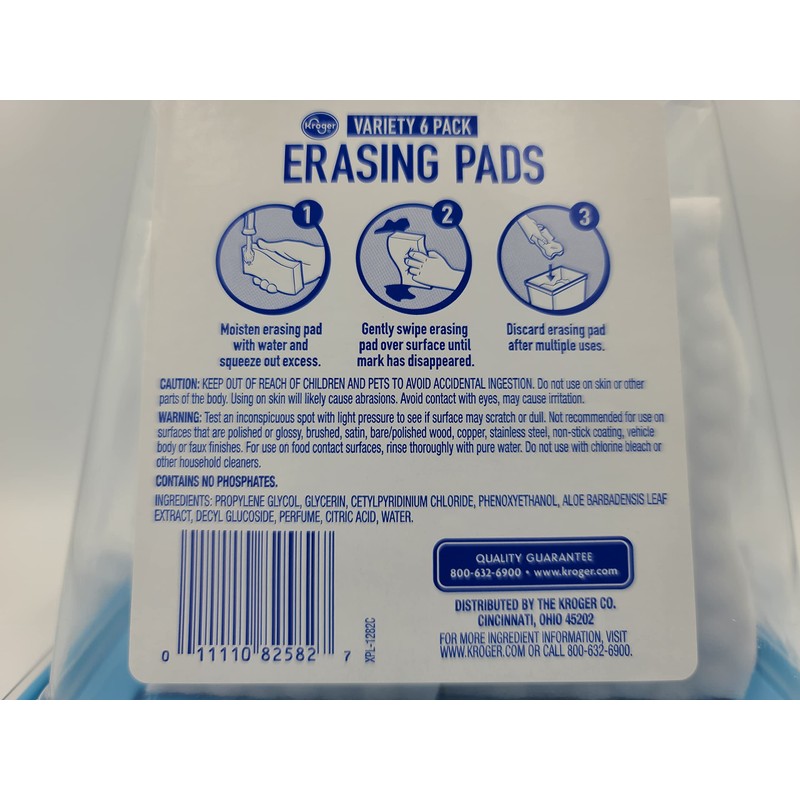 Kroger VARIETY 6 PACK
ERASING PADS
1 2 3
Moisten erasing pad
with water and
squeeze out excess.
Gently swipe erasing
pad over surface until
mark has disappeared.
Discard erasing pad
after multiple uses.
CAUTION: KEEP OUT OF REACH OF CHILDREN AND PETS TO AVOID ACCIDENTAL INGESTION. Do not use on skin or other
parts of the body. Using on skin will likely cause abrasions. Avoid contact with eyes, may cause irritation.
WARNING: Test an inconspicuous spot with light pressure to see if surface may scratch or dull. Not recommended for use on
surfaces that are polished or glossy, brushed, satin, bare/polished wood, copper, stainless steel, non-stick coating, vehicle
body or faux finishes. For use on food contact surfaces, rinse thoroughly with pure water. Do not use with chlorine bleach or
other household cleaners.
CONTAINS NO PHOSPHATES.
INGREDIENTS: PROPYLENE GLYCOL, GLYCERIN, CETYLPYRIDINIUM CHLORIDE, PHENOXYETHANOL, ALOE BARBADENSIS LEAF
EXTRACT, DECYL GLUCOSIDE, PERFUME, CITRIC ACID, WATER.
0 11110 82582 7
XPL-1282C
QUALITY GUARANTEE
800-632-6900 • www.kroger.com
DISTRIBUTED BY THE KROGER CO.
CINCINNATI, OHIO 45202
FOR MORE INGREDIENT INFORMATION, VISIT
WWW.KROGER.COM OR CALL 800-632-6900.